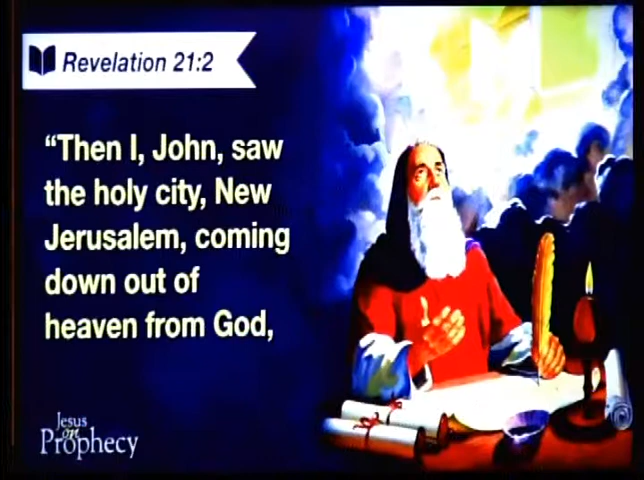 Revelation 21:2
“Then I, John, saw
the holy city, New
Jerusalem, coming
down out of
heaven from God,
Jesus
on
Prophecy